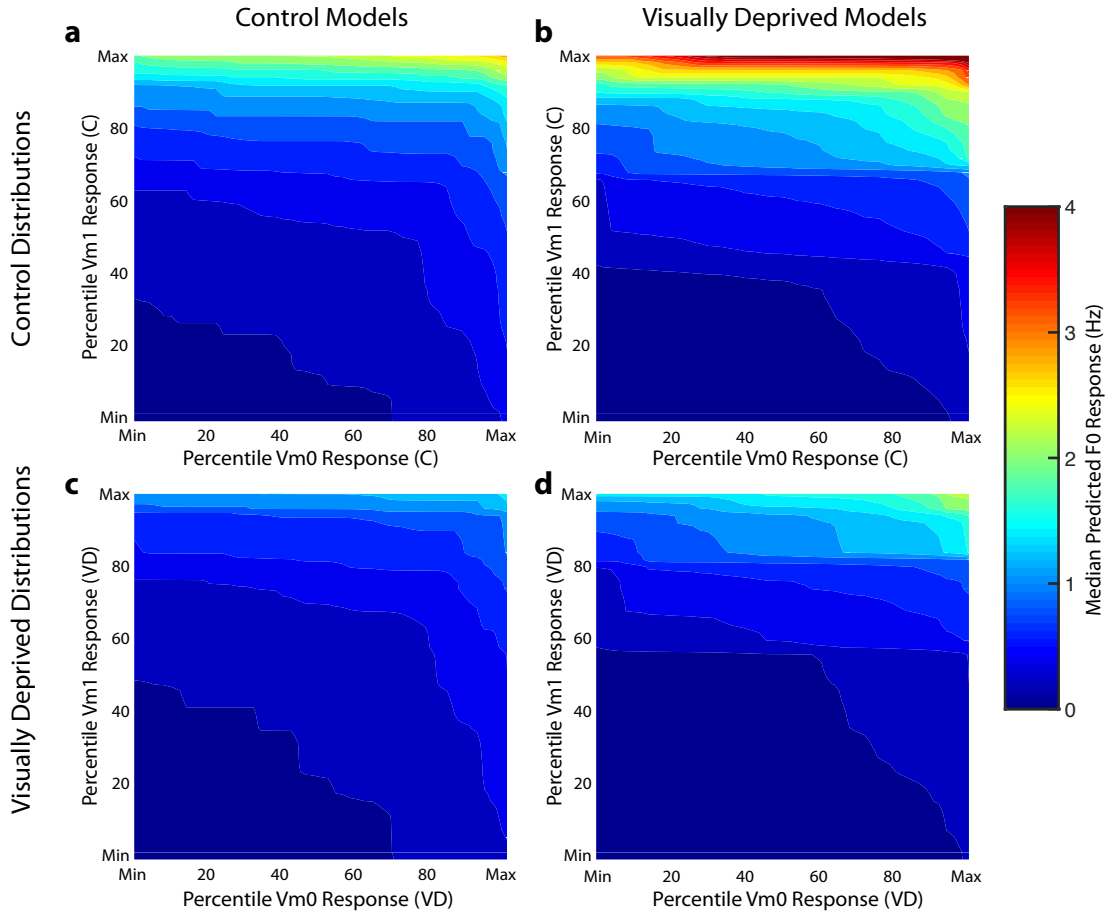 Control Models
Visually Deprived Models
a
b
Control Distributions
Percentile Vm1 Response (C)
Max
80
60
40
20
Min
Min 20 40 60 80 Max
Percentile Vm0 Response (C)
Percentile Vm1 Response (C)
Max
80
60
40
20
Min
Min 20 40 60 80 Max
Percentile Vm0 Response (C)
4
3
2
1
0
Median Predicted F0 Response (Hz)
c
d
Visually Deprived Distributions
Percentile Vm1 Response (VD)
Max
80
60
40
20
Min
Min 20 40 60 80 Max
Percentile Vm0 Response (VD)
Percentile Vm1 Response (VD)
Max
80
60
40
20
Min
Min 20 40 60 80 Max
Percentile Vm0 Response (VD)